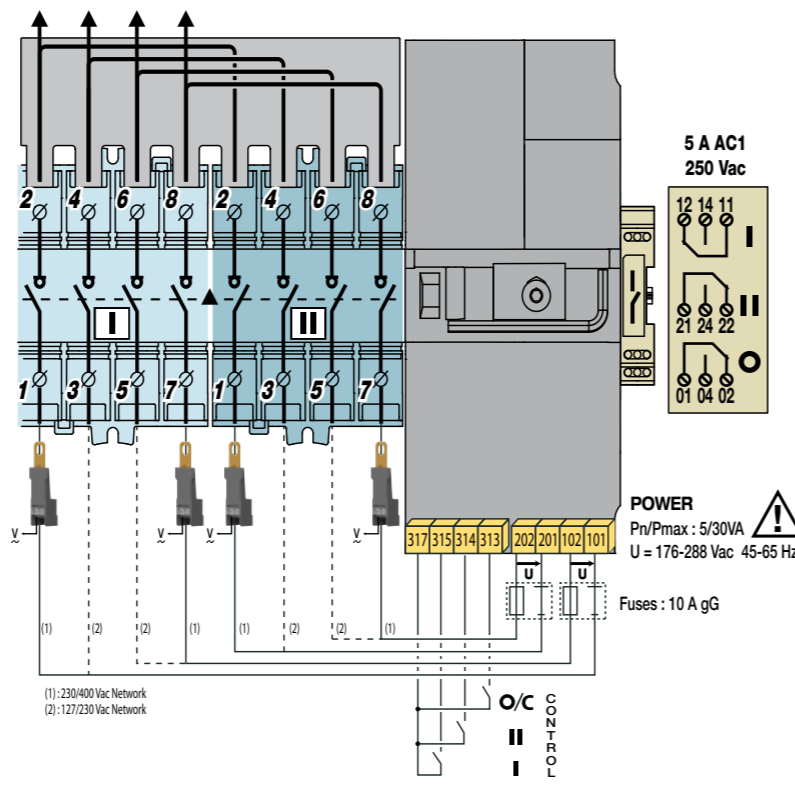 5 A AC1
250 Vac
2 4 6 8 2 4 6 8
12 14 11
I
I II
21 24 22
II
O
01 04 02
1 3 5 7 1 3 5 7
V V V V
317 315 314 313 202 201 102 101
POWER
Pn/Pmax : 5/30VA
U = 176-288 Vac 45-65 Hz
U U
Fuses : 10 A gG
(1) (2) (2) (1) (1) (2) (2) (1)
(1) : 230/400 Vac Network
(2) : 127/230 Vac Network
O/C
II
I
CONTROL